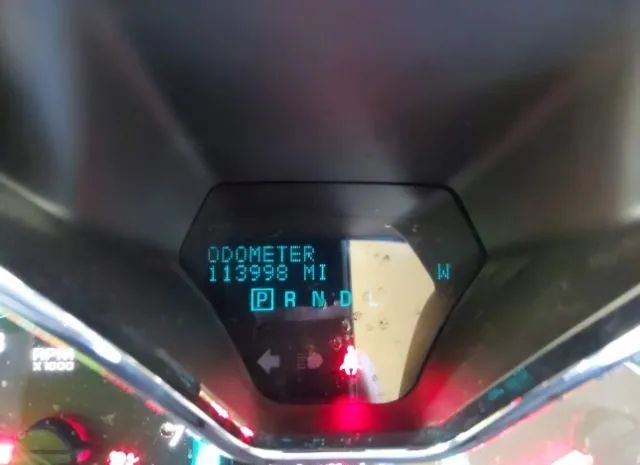 ODOMETER
113998 MI W
P R N D L
RPM
X1000
7